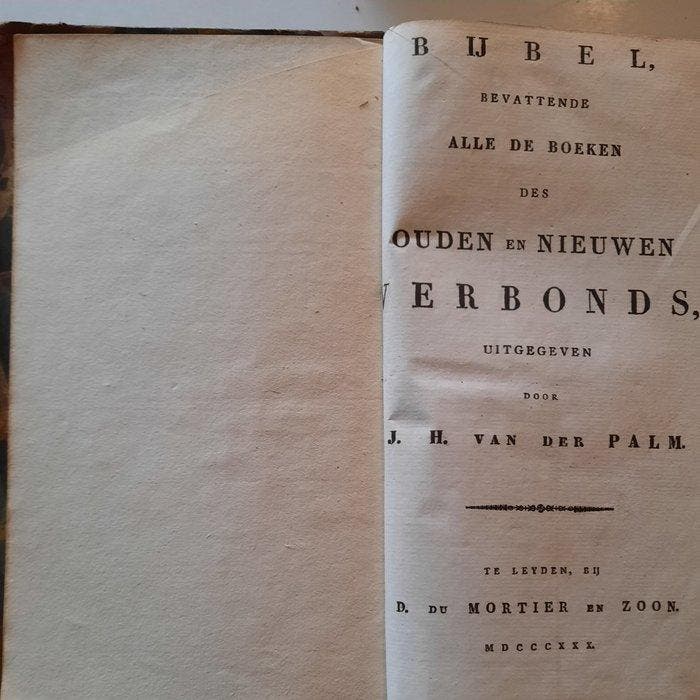 BIJBEL,
BEVATTENDE
ALLE DE BOEKEN
DES
OUDEN EN NIEUWEN
VERBONDS,
UITGEGEVEN
DOOR
J. H. VAN DER PALM.
TE LEYDEN, BIJ
D. DU MORTIER EN ZOON.
MDCCCXXX.